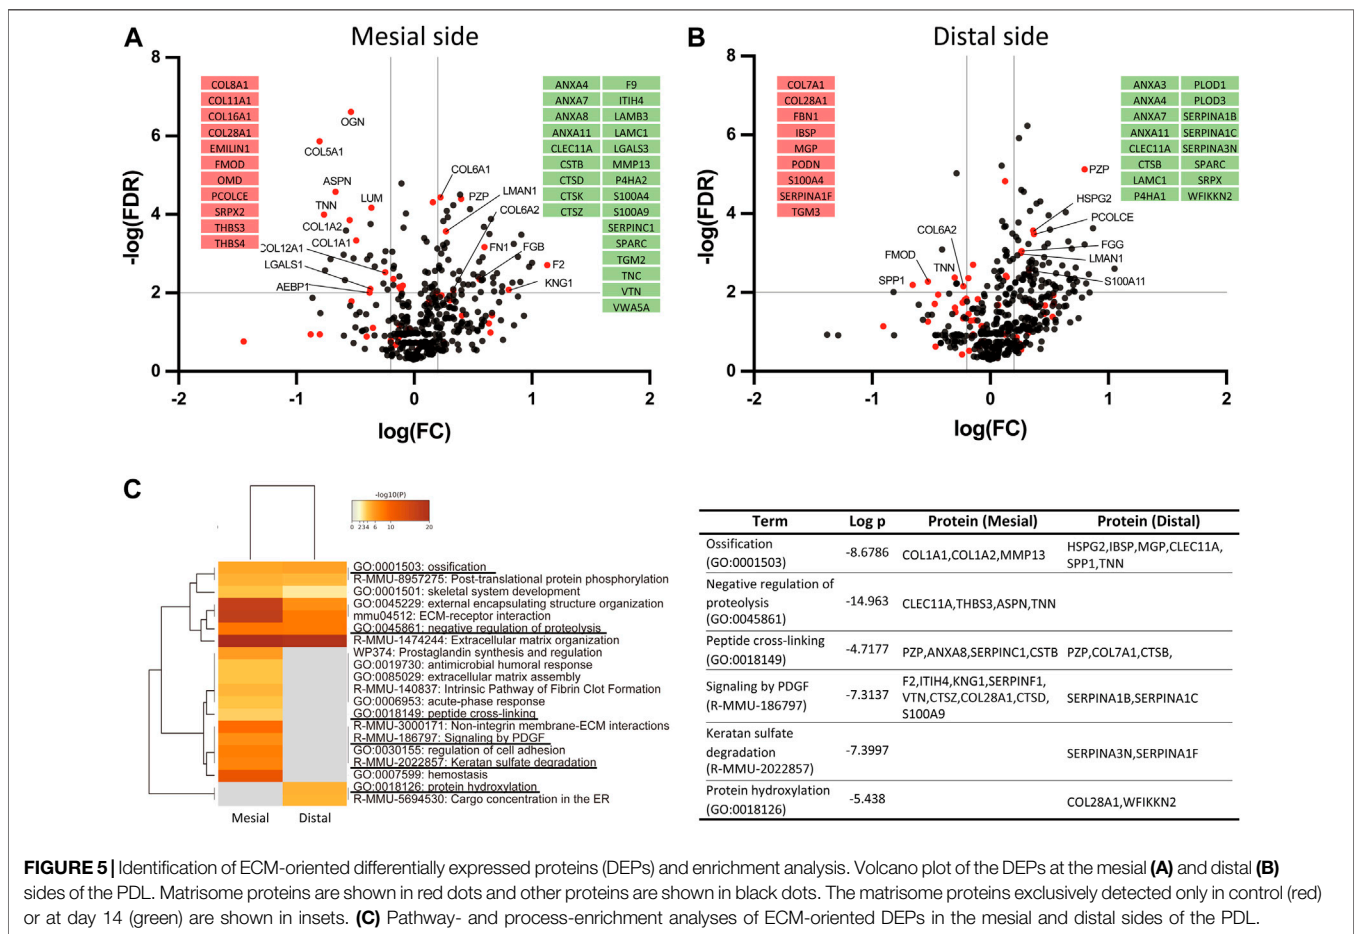 A
Mesial side
8
6
4
2
0
-log(FDR)
-2
-1
0
1
2
log(FC)
COL8A1
COL11A1
COL16A1
COL28A1
EMILIN1
FMOD
OMD
PCOLCE
SRPX2
THBS3
THBS4
OGN
COL5A1
ASPN
TNN
LUM
COL1A2
COL1A1
COL12A1
LGALS1
AEBP1
COL6A1
PZP
LMAN1
COL6A2
FN1
FGB
F2
KNG1
ANXA4 F9
ANXA7 ITIH4
ANXA8 LAMB3
ANXA11 LAMC1
CLEC11A LGALS3
CSTB MMP13
CTSD P4HA2
CTSK S100A4
CTSZ S100A9
SERPINC1
SPARC
TGM2
TNC
VTN
VWA5A
B
Distal side
8
6
4
2
0
-log(FDR)
-2
-1
0
1
2
log(FC)
COL7A1
COL28A1
FBN1
IBSP
MGP
PODN
S100A4
SERPINA1F
TGM3
PZP
HSPG2
PCOLCE
COL6A2
FGG
FMOD
LMAN1
TNN
SPP1
S100A11
ANXA3 PLOD1
ANXA4 PLOD3
ANXA7 SERPINA1B
ANXA11 SERPINA1C
CLEC11A SERPINA3N
CTSB SPARC
LAMC1 SRPX
P4HA1 WFIKKN2
C
-log10(P)
0 2 3 4 6 10 20
GO:0001503: ossification
R-MMU-8957275: Post-translational protein phosphorylation
GO:0001501: skeletal system development
GO:0045229: external encapsulating structure organization
mmu04512: ECM-receptor interaction
GO:0045861: negative regulation of proteolysis
R-MMU-1474244: Extracellular matrix organization
WP374: Prostaglandin synthesis and regulation
GO:0019730: antimicrobial humoral response
GO:0085029: extracellular matrix assembly
R-MMU-140837: Intrinsic Pathway of Fibrin Clot Formation
GO:0006953: acute-phase response
GO:0018149: peptide cross-linking
R-MMU-3000171: Non-integrin membrane-ECM interactions
R-MMU-186797: Signaling by PDGF
GO:0030155: regulation of cell adhesion
R-MMU-2022857: Keratan sulfate degradation
GO:0007599: hemostasis
GO:0018126: protein hydroxylation
R-MMU-5694530: Cargo concentration in the ER
Mesial Distal
Term Log p Protein (Mesial) Protein (Distal)
Ossification
(GO:0001503)
-8.6786
COL1A1,COL1A2,MMP13
HSPG2,IBSP,MGP,CLEC11A,
SPP1,TNN
Negative regulation of
proteolysis
(GO:0045861)
-14.963
CLEC11A,THBS3,ASPN,TNN
Peptide cross-linking
(GO:0018149)
-4.7177
PZP,ANXA8,SERPINC1,CSTB
PZP,COL7A1,CTSB,
Signaling by PDGF
(R-MMU-186797)
-7.3137
F2,ITIH4,KNG1,SERPINF1,
VTN,CTSZ,COL28A1,CTSD,
S100A9
SERPINA1B,SERPINA1C
Keratan sulfate
degradation
(R-MMU-2022857)
-7.3997
SERPINA3N,SERPINA1F
Protein hydroxylation
(GO:0018126)
-5.438
COL28A1,WFIKKN2
FIGURE 5 | Identification of ECM-oriented differentially expressed proteins (DEPs) and enrichment analysis. Volcano plot of the DEPs at the mesial (A) and distal (B)
sides of the PDL. Matrisome proteins are shown in red dots and other proteins are shown in black dots. The matrisome proteins exclusively detected only in control (red)
or at day 14 (green) are shown in insets. (C) Pathway- and process-enrichment analyses of ECM-oriented DEPs in the mesial and distal sides of the PDL.